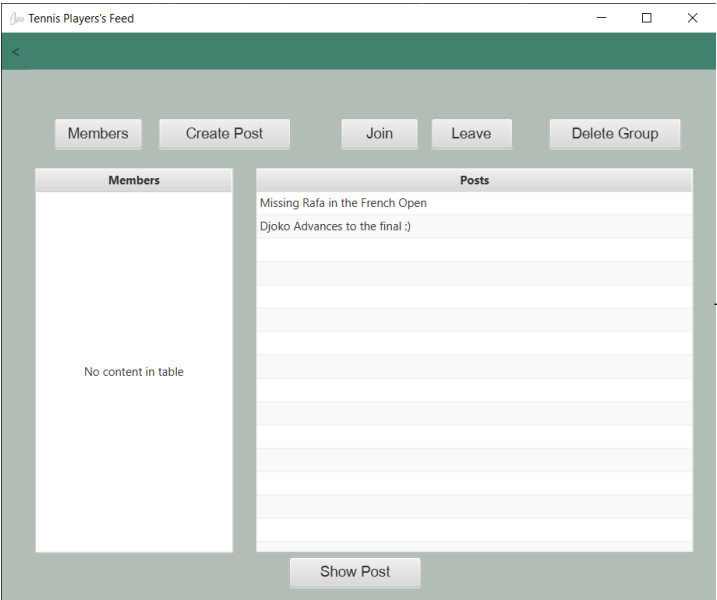 Tennis Players's Feed
<
Members Create Post Join Leave Delete Group
Members Posts
Missing Rafa in the French Open
Djoko Advances to the final :)
No content in table
Show Post